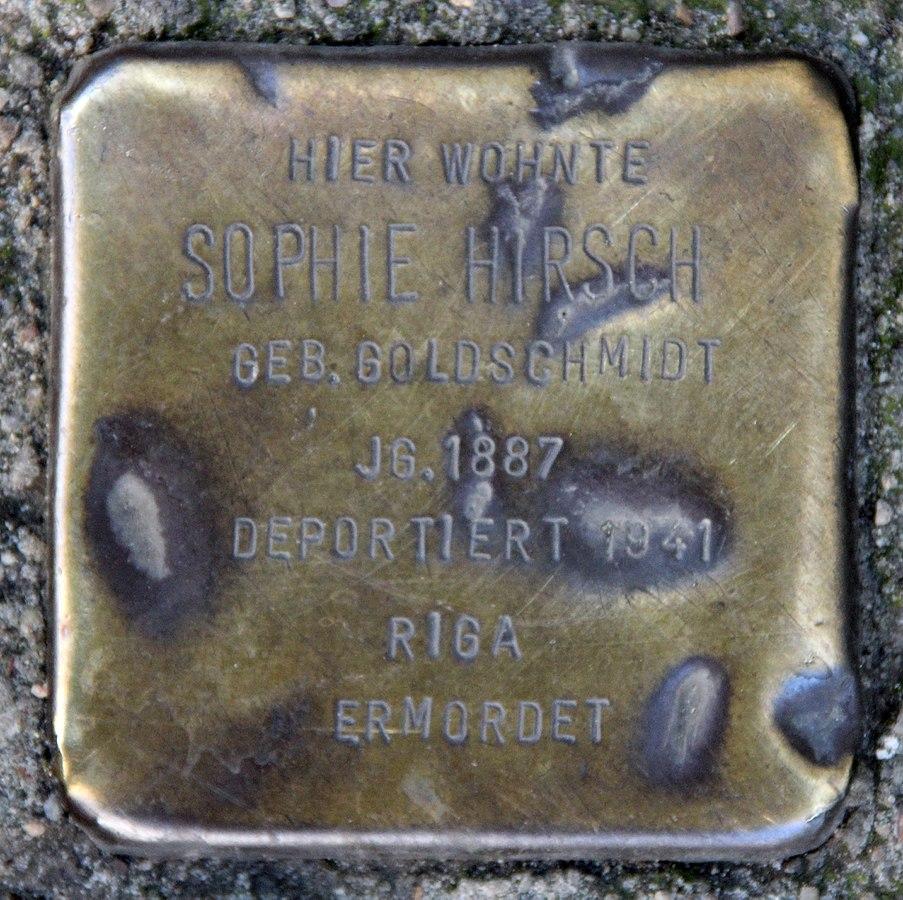 HIER WOHNTE
SOPHIE HIRSCH
GEB. GOLDSCHMIDT
JG. 1887
DEPORTIERT 1941
RIGA
ERMORDET